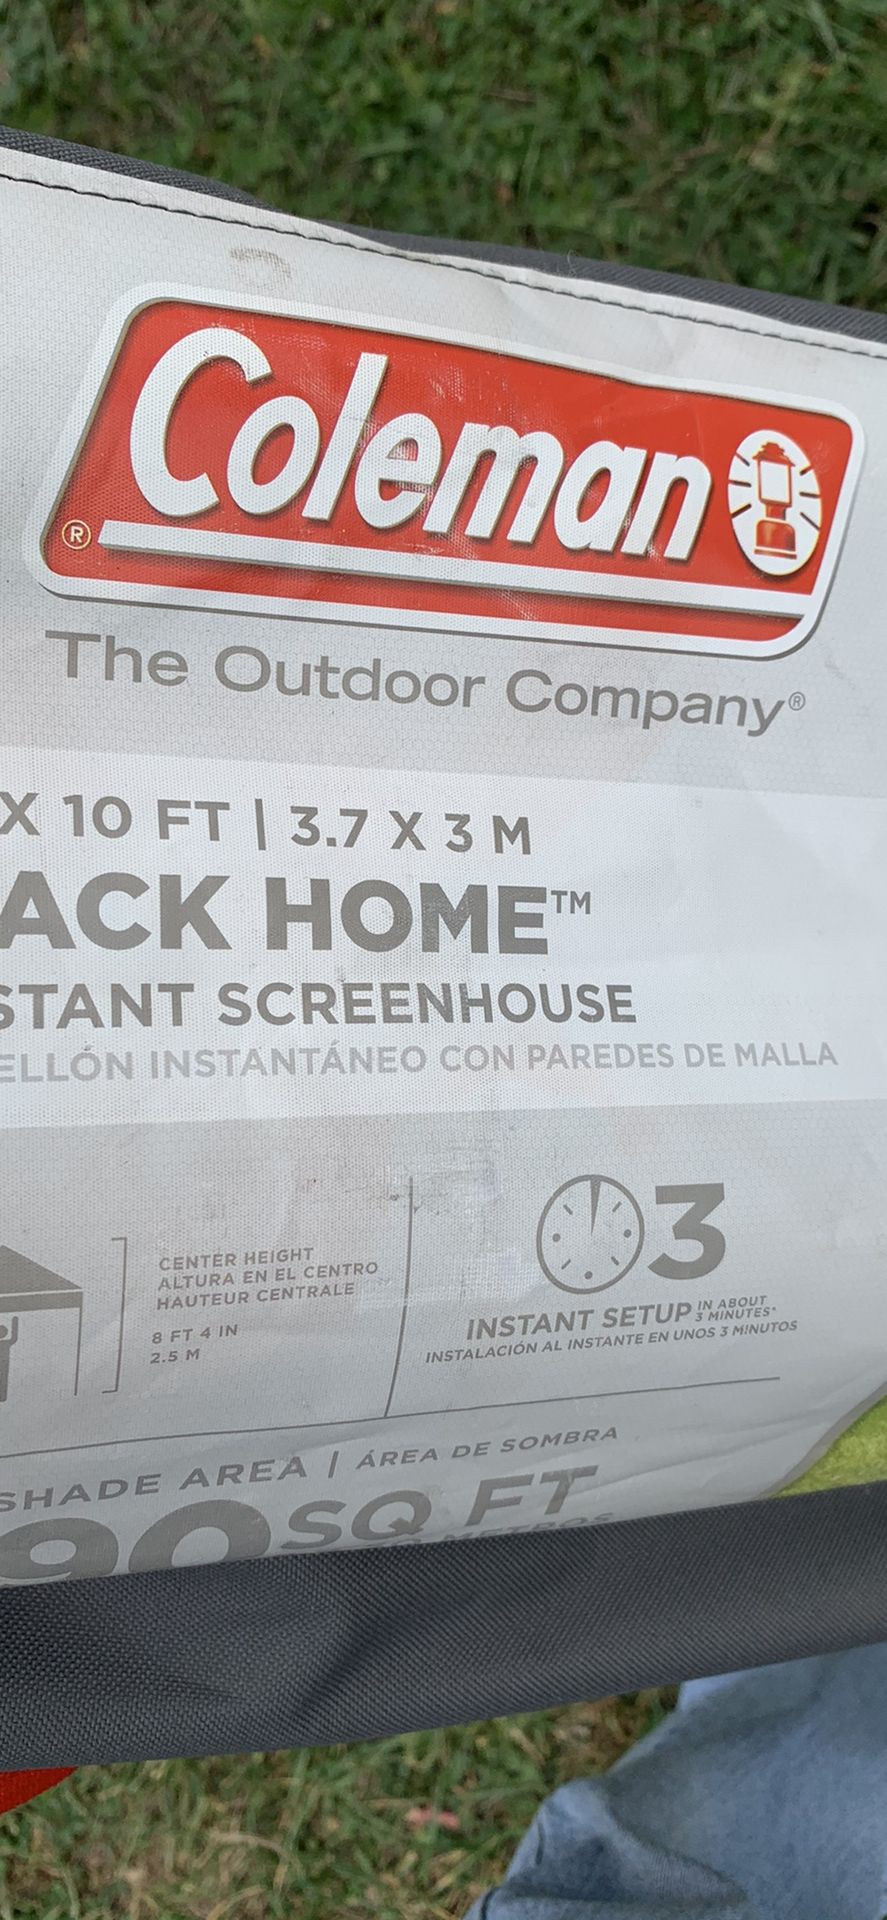 Coleman
®
The Outdoor Company®
X 10 FT | 3.7 X 3 M
ACK HOME™
STANT SCREENHOUSE
ELLÓN INSTANTÁNEO CON PAREDES DE MALLA
CENTER HEIGHT
ALTURA EN EL CENTRO
HAUTEUR CENTRALE
8 FT 4 IN
2.5 M
3
INSTANT SETUP IN ABOUT 3 MINUTES*
INSTALACIÓN AL INSTANTE EN UNOS 3 MINUTOS
SHADE AREA | ÁREA DE SOMBRA
90 SQ FT